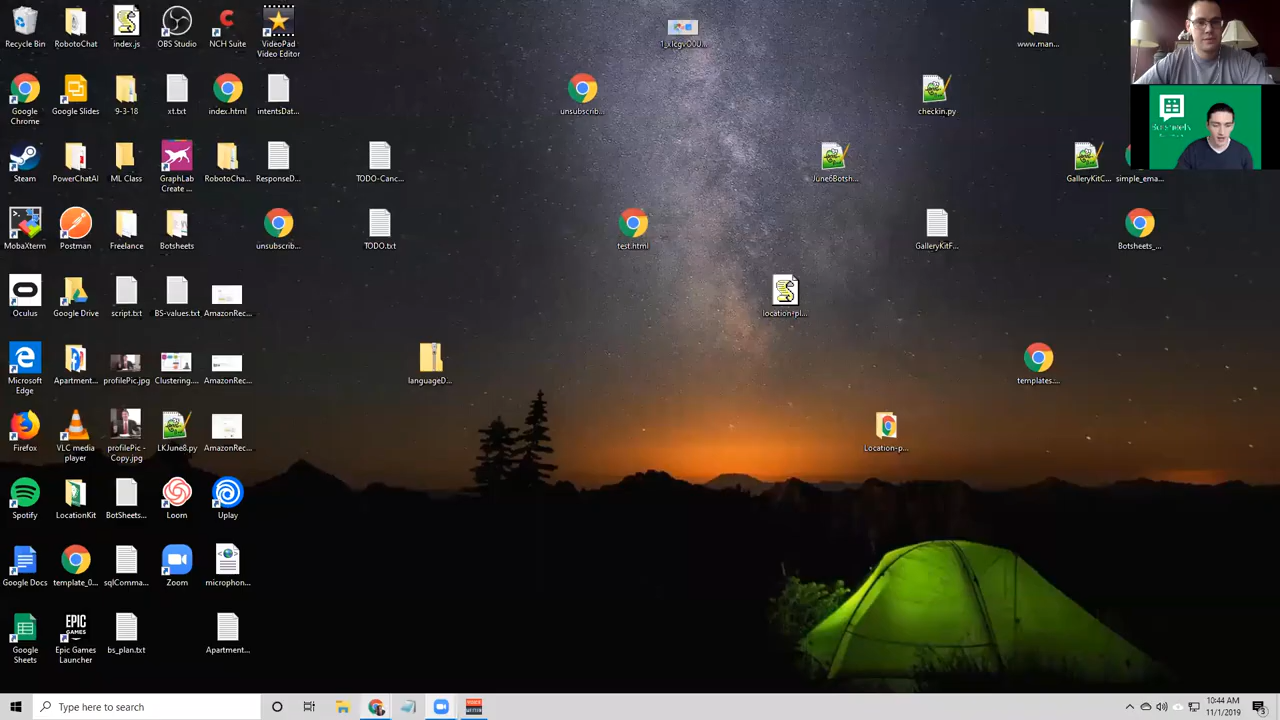 Recycle Bin
RobotoChat
index.js
OBS Studio
NCH Suite
VideoPad
Video Editor
www.man...
Google
Chrome
Google Slides
9-3-18
xt.txt
index.html
intentsDat...
unsubscrib...
checkin.py
Steam
PowerChatAI
ML Class
GraphLab
Create ...
RobotoCha...
ResponseD...
TODO-Canc...
June6Botsh...
GalleryKitC...
simple_ema...
MobaXterm
Postman
Freelance
Botsheets
unsubscrib...
TODO.txt
test.html
GalleryKitF...
Botsheets_...
Oculus
Google Drive
script.txt
BS-values.txt
AmazonRec...
location-pl...
Microsoft
Edge
Apartment...
profilePic.jpg
Clustering....
AmazonRec...
languageD...
templates....
Firefox
VLC media
player
profilePic -
Copy.jpg
LKJune8.py
AmazonRec...
Location-p...
Spotify
LocationKit
BotSheets...
Loom
Uplay
Google Docs
template_0...
sqlComma...
Zoom
microphon...
Google
Sheets
EPIC
GAMES
Epic Games
Launcher
bs_plan.txt
Apartment...
Type here to search
10:44 AM
11/1/2019
3